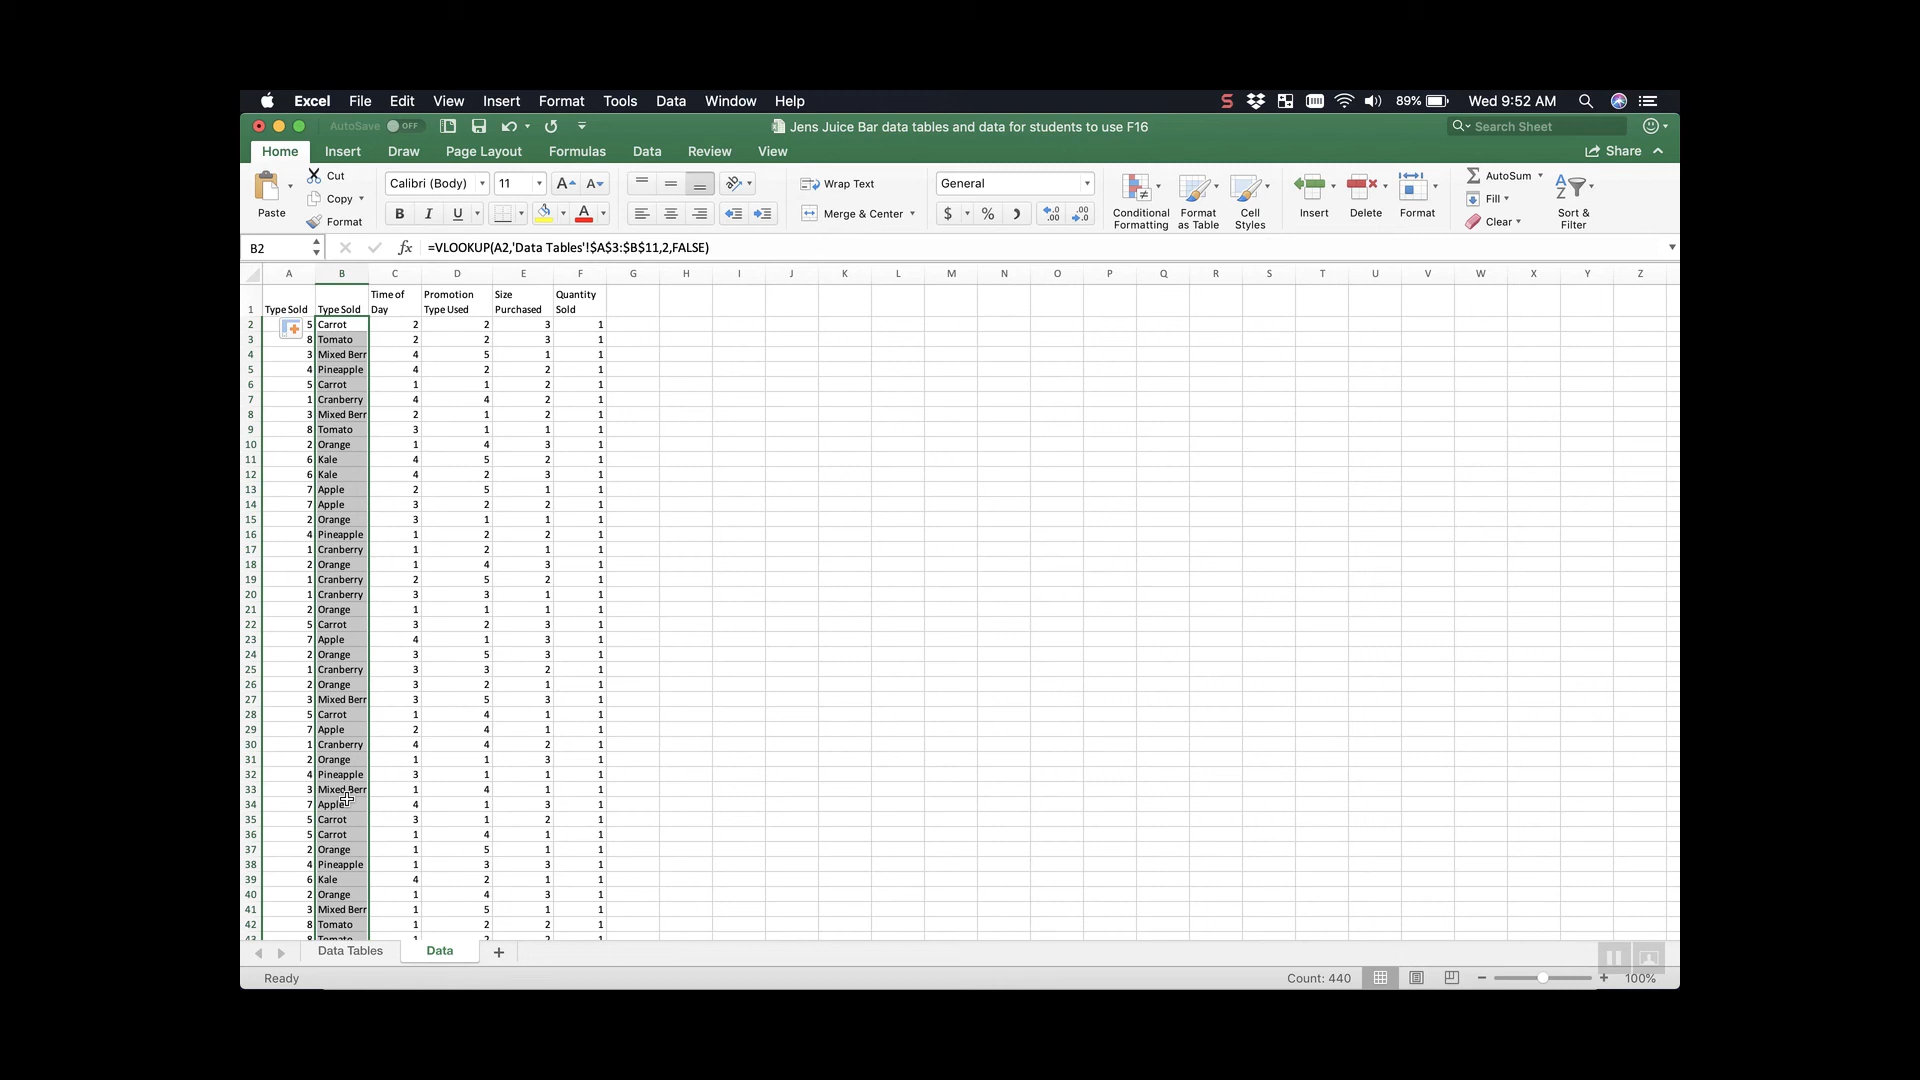 Excel File Edit View Insert Format Tools Data Window Help 89% Wed 9:52 AM
AutoSave OFF Jens Juice Bar data tables and data for students to use F16 Search Sheet
Home Insert Draw Page Layout Formulas Data Review View Share
Paste Cut Copy Format
Calibri (Body) 11 Wrap Text General
B I U A Merge & Center $ %
Conditional Formatting Format as Table Cell Styles Insert Delete Format
AutoSum Fill Clear Sort & Filter
B2 fx =VLOOKUP(A2,'Data Tables'!$A$3:$B$11,2,FALSE)
A B C D E F G H I J K L M N O P Q R S T U V W X Y Z
1 Type Sold Type Sold Time of Day Promotion Type Used Size Purchased Quantity Sold
2 5 Carrot 2 2 3 1
3 8 Tomato 2 2 3 1
4 3 Mixed Berr 4 5 1 1
5 4 Pineapple 4 2 2 1
6 5 Carrot 1 1 2 1
7 1 Cranberry 4 4 2 1
8 3 Mixed Berr 2 1 2 1
9 8 Tomato 3 1 1 1
10 2 Orange 1 4 3 1
11 6 Kale 4 5 2 1
12 6 Kale 4 2 3 1
13 7 Apple 2 5 1 1
14 7 Apple 3 2 2 1
15 2 Orange 3 1 1 1
16 4 Pineapple 1 2 2 1
17 1 Cranberry 1 2 1 1
18 2 Orange 1 4 3 1
19 1 Cranberry 2 5 2 1
20 1 Cranberry 3 3 1 1
21 2 Orange 1 1 1 1
22 5 Carrot 3 2 3 1
23 7 Apple 4 1 3 1
24 2 Orange 3 5 3 1
25 1 Cranberry 3 3 2 1
26 2 Orange 3 2 1 1
27 3 Mixed Berr 3 5 3 1
28 5 Carrot 1 4 1 1
29 7 Apple 2 4 1 1
30 1 Cranberry 4 4 2 1
31 2 Orange 1 1 3 1
32 4 Pineapple 3 1 1 1
33 3 Mixed Berr 1 4 1 1
34 7 Apple 4 1 3 1
35 5 Carrot 3 1 2 1
36 5 Carrot 1 4 1 1
37 2 Orange 1 5 1 1
38 4 Pineapple 1 3 3 1
39 6 Kale 4 2 1 1
40 2 Orange 1 4 3 1
41 3 Mixed Berr 1 5 1 1
42 8 Tomato 1 2 2 1
43 8 Tomato 1 2 2 1
Data Tables Data
Ready Count: 440 100%